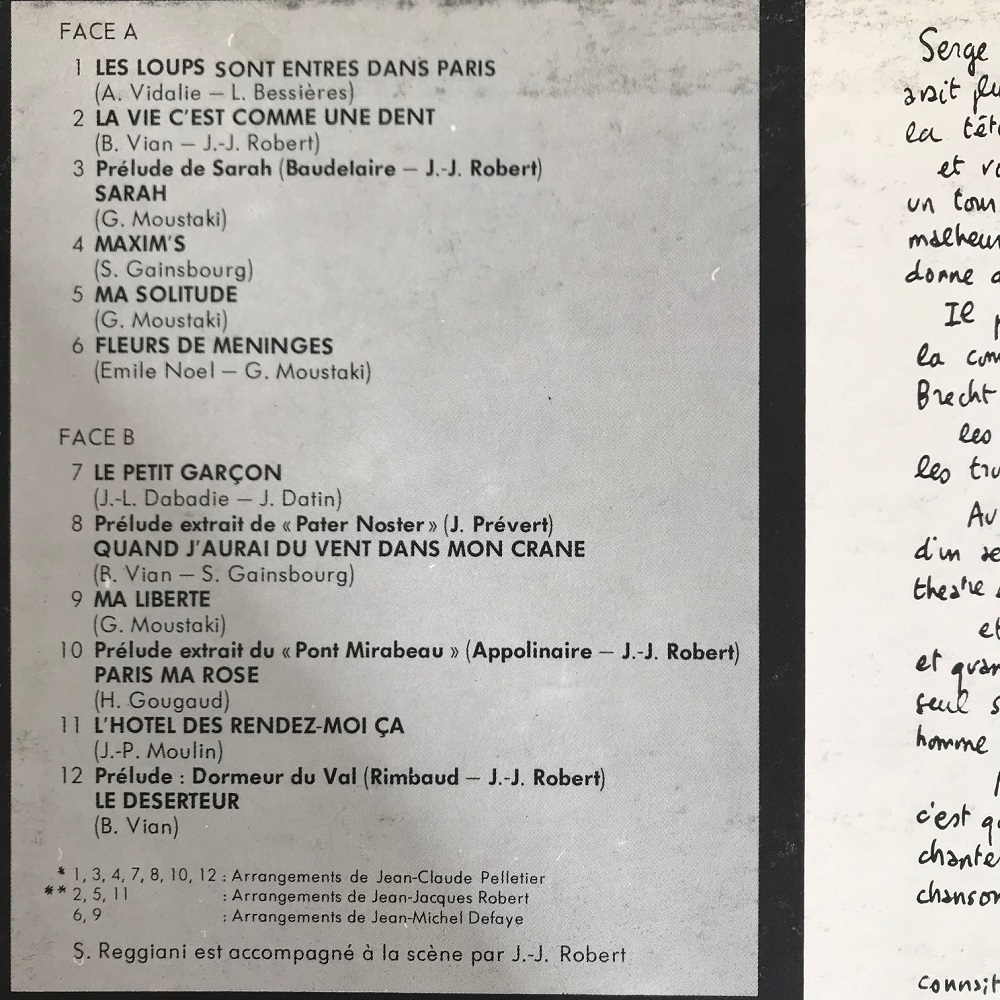 FACE A
1 LES LOUPS SONT ENTRES DANS PARIS
(A. Vidalie – L. Bessières)
2 LA VIE C'EST COMME UNE DENT
(B. Vian – J.-J. Robert)
3 Prélude de Sarah (Baudelaire – J.-J. Robert)
SARAH
(G. Moustaki)
4 MAXIM'S
(S. Gainsbourg)
5 MA SOLITUDE
(G. Moustaki)
6 FLEURS DE MENINGES
(Emile Noel – G. Moustaki)
FACE B
7 LE PETIT GARÇON
(J.-L. Dabadie – J. Datin)
8 Prélude extrait de « Pater Noster » (J. Prévert)
QUAND J'AURAI DU VENT DANS MON CRANE
(B. Vian – S. Gainsbourg)
9 MA LIBERTE
(G. Moustaki)
10 Prélude extrait du « Pont Mirabeau » (Appolinaire – J.-J. Robert)
PARIS MA ROSE
(H. Gougaud)
11 L'HOTEL DES RENDEZ-MOI ÇA
(J.-P. Moulin)
12 Prélude : Dormeur du Val (Rimbaud – J.-J. Robert)
LE DESERTEUR
(B. Vian)
* 1, 3, 4, 7, 8, 10, 12 : Arrangements de Jean-Claude Pelletier
** 2, 5, 11 : Arrangements de Jean-Jacques Robert
6, 9 : Arrangements de Jean-Michel Defaye
S. Reggiani est accompagné à la scène par J.-J. Robert
Serge
avait
la
et
un
malheur
donne
Il
la
Brecht
les
les
Au
d'un
theatre
et
et
seul
homme
c'est